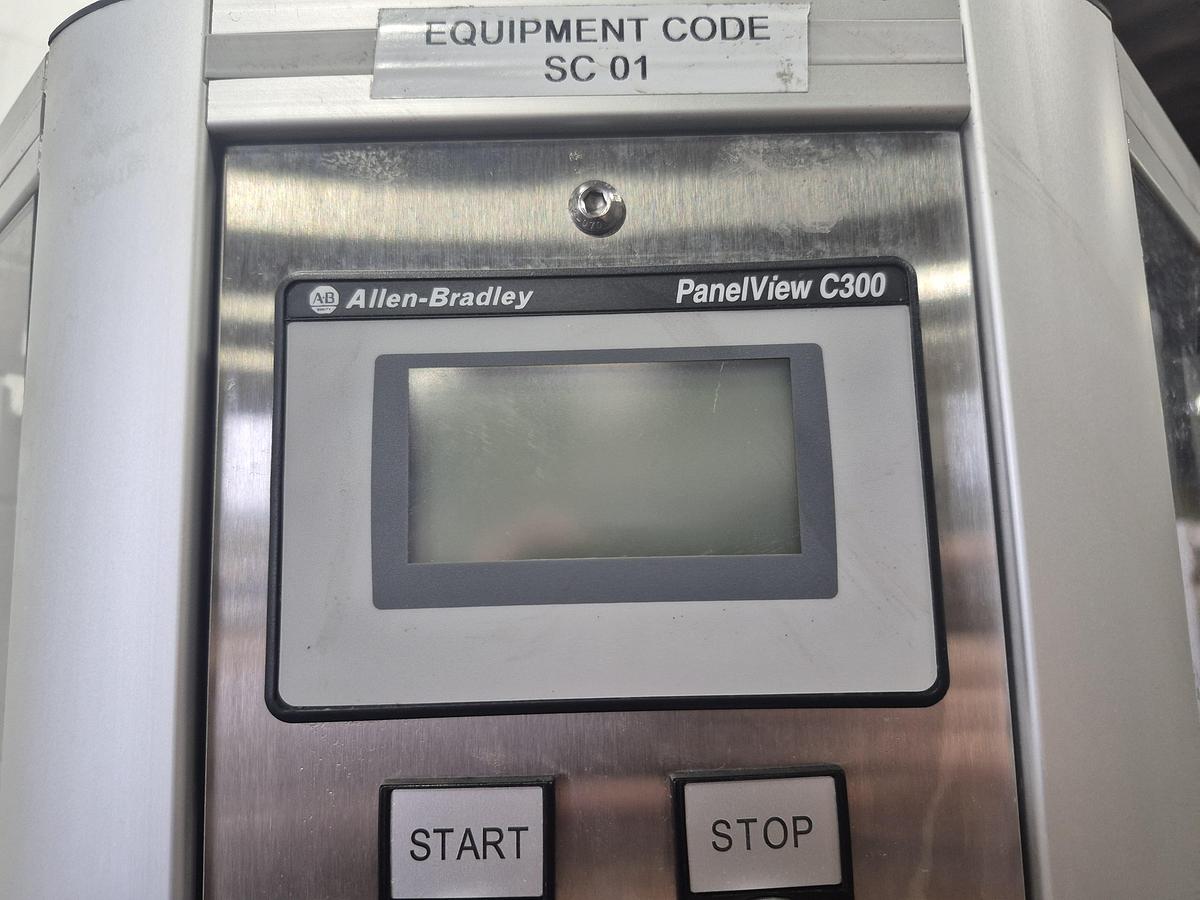 EQUIPMENT CODE
SC 01
A·B Allen-Bradley PanelView C300
START STOP